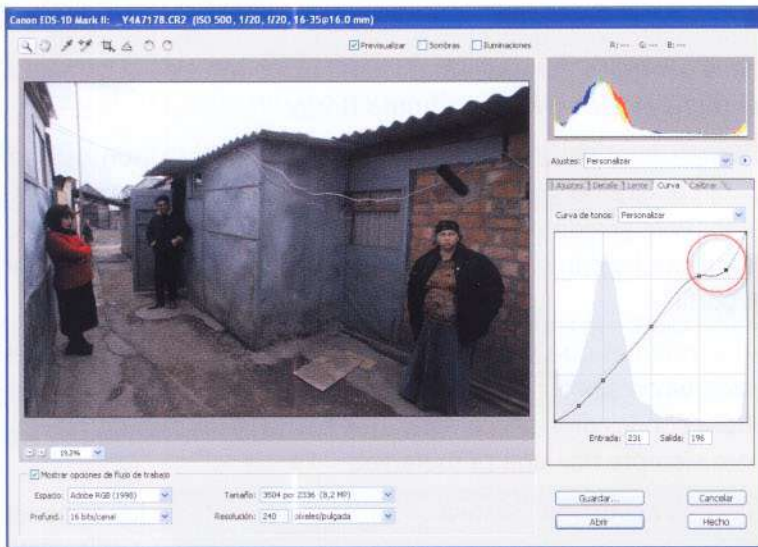 Canon EOS-1D Mark II: _Y4A7178.CR2 (ISO 500, 1/20, f/20, 16-35@16.0 mm)
Previsualizar Sombras Iluminaciones
R: --- G: --- B: ---
Ajustes: Personalizar
Ajustes Detalle Lente Curva Calibrar
Curva de tonos: Personalizar
Entrada: 231 Salida: 196
19,2%
Mostrar opciones de flujo de trabajo
Espacio: Adobe RGB (1998) Tamaño: 3504 por 2336 (8,2 MP)
Profund.: 16 bits/canal Resolución: 240 píxeles/pulgada
Guardar... Cancelar
Abrir Hecho